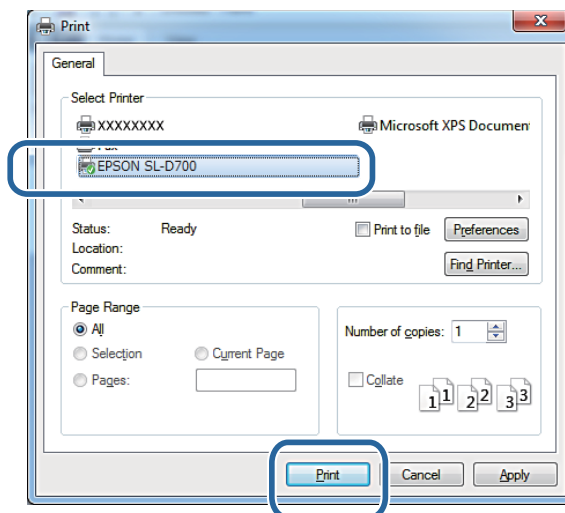 Print
General
Select Printer
XXXXXXXX
Microsoft XPS Documen
Fax
EPSON SL-D700
Status: Ready
Print to file
Preferences
Location:
Comment:
Find Printer...
Page Range
All
Selection
Current Page
Pages:
Number of copies: 1
Collate
1 1 2 2 3 3
Print
Cancel
Apply